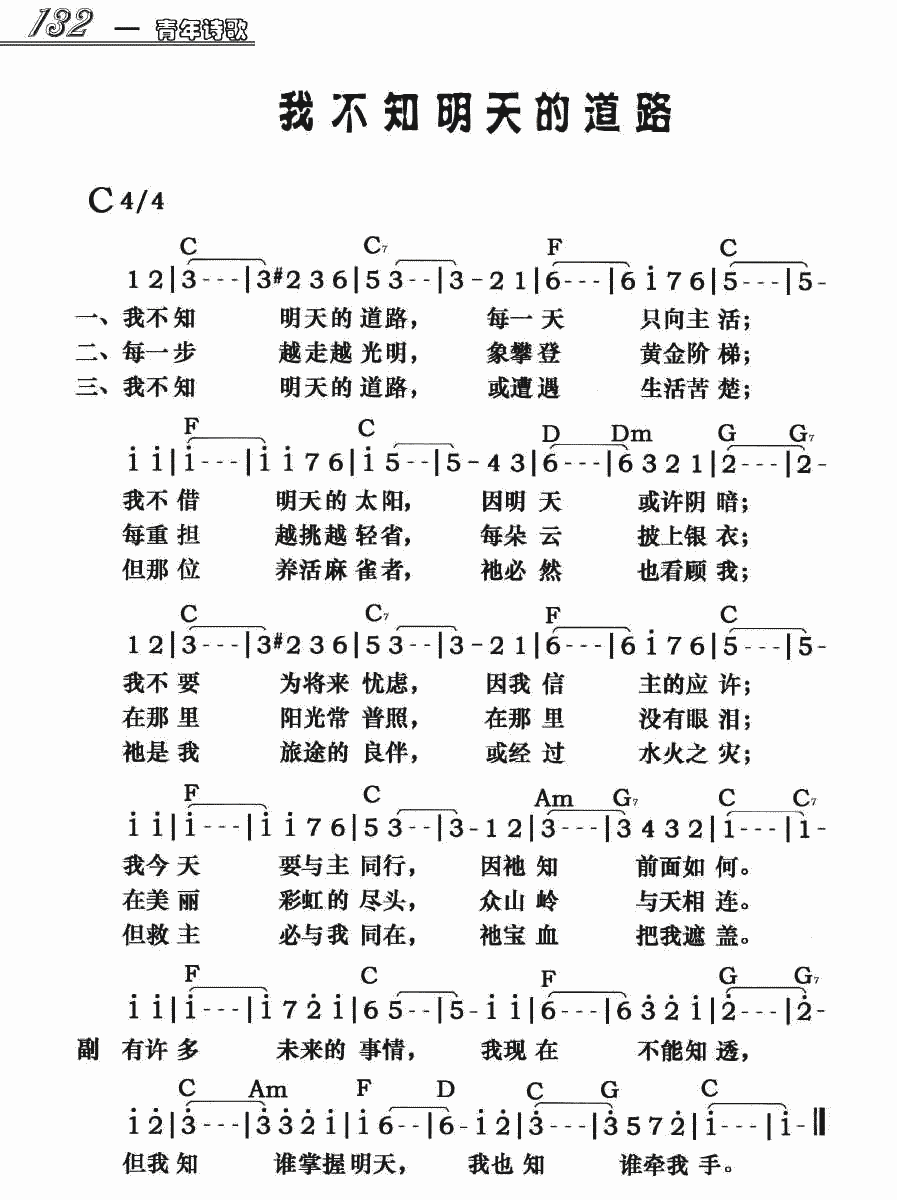 132 — 青年诗歌
我不知明天的道路
C 4/4
C C7 F C
1 2|3---|3 #2 3 6|5 3--|3-2 1|6---|6 i̇ 7 6|5---|5-
一、我不知 明天的道路， 每一天 只向主活；
二、每一步 越走越光明， 象攀登 黄金阶梯；
三、我不知 明天的道路， 或遭遇 生活苦楚；
F C D Dm G G7
i̇ i̇|i̇---|i̇ i̇ 7 6|i̇ 5--|5-4 3|6---|6 3 2 1|2---|2-
我不借 明天的太阳， 因明天 或许阴暗；
每重担 越挑越轻省， 每朵云 披上银衣；
但那位 养活麻雀者， 祂必然 也看顾我；
C C7 F C
1 2|3---|3 #2 3 6|5 3--|3-2 1|6---|6 i̇ 7 6|5---|5-
我不要 为将来忧虑， 因我信 主的应许；
在那里 阳光常普照， 在那里 没有眼泪；
祂是我 旅途的良伴， 或经过 水火之灾；
F C Am G7 C C7
i̇ i̇|i̇---|i̇ i̇ 7 6|5 3--|3-1 2|3---|3 4 3 2|1---|1-
我今天 要与主同行， 因祂知 前面如何。
在美丽 彩虹的尽头， 众山岭 与天相连。
但救主 必与我同在， 祂宝血 把我遮盖。
F C F G G7
i̇ i̇|i̇---|i̇ 7 2̇ i̇|6 5--|5-i̇ i̇|6---|6 3̇ 2̇ i̇|2̇---|2̇-
副 有许多 未来的事情， 我现在 不能知透，
C Am F D C G C
i̇ 2̇|3̇---|3̇ 3̇ 2̇ i̇|i̇ 6--|6-i̇ 2̇|3̇---|3̇ 5 7 2̇|i̇---|i̇-‖
但我知 谁掌握明天， 我也知 谁牵我手。